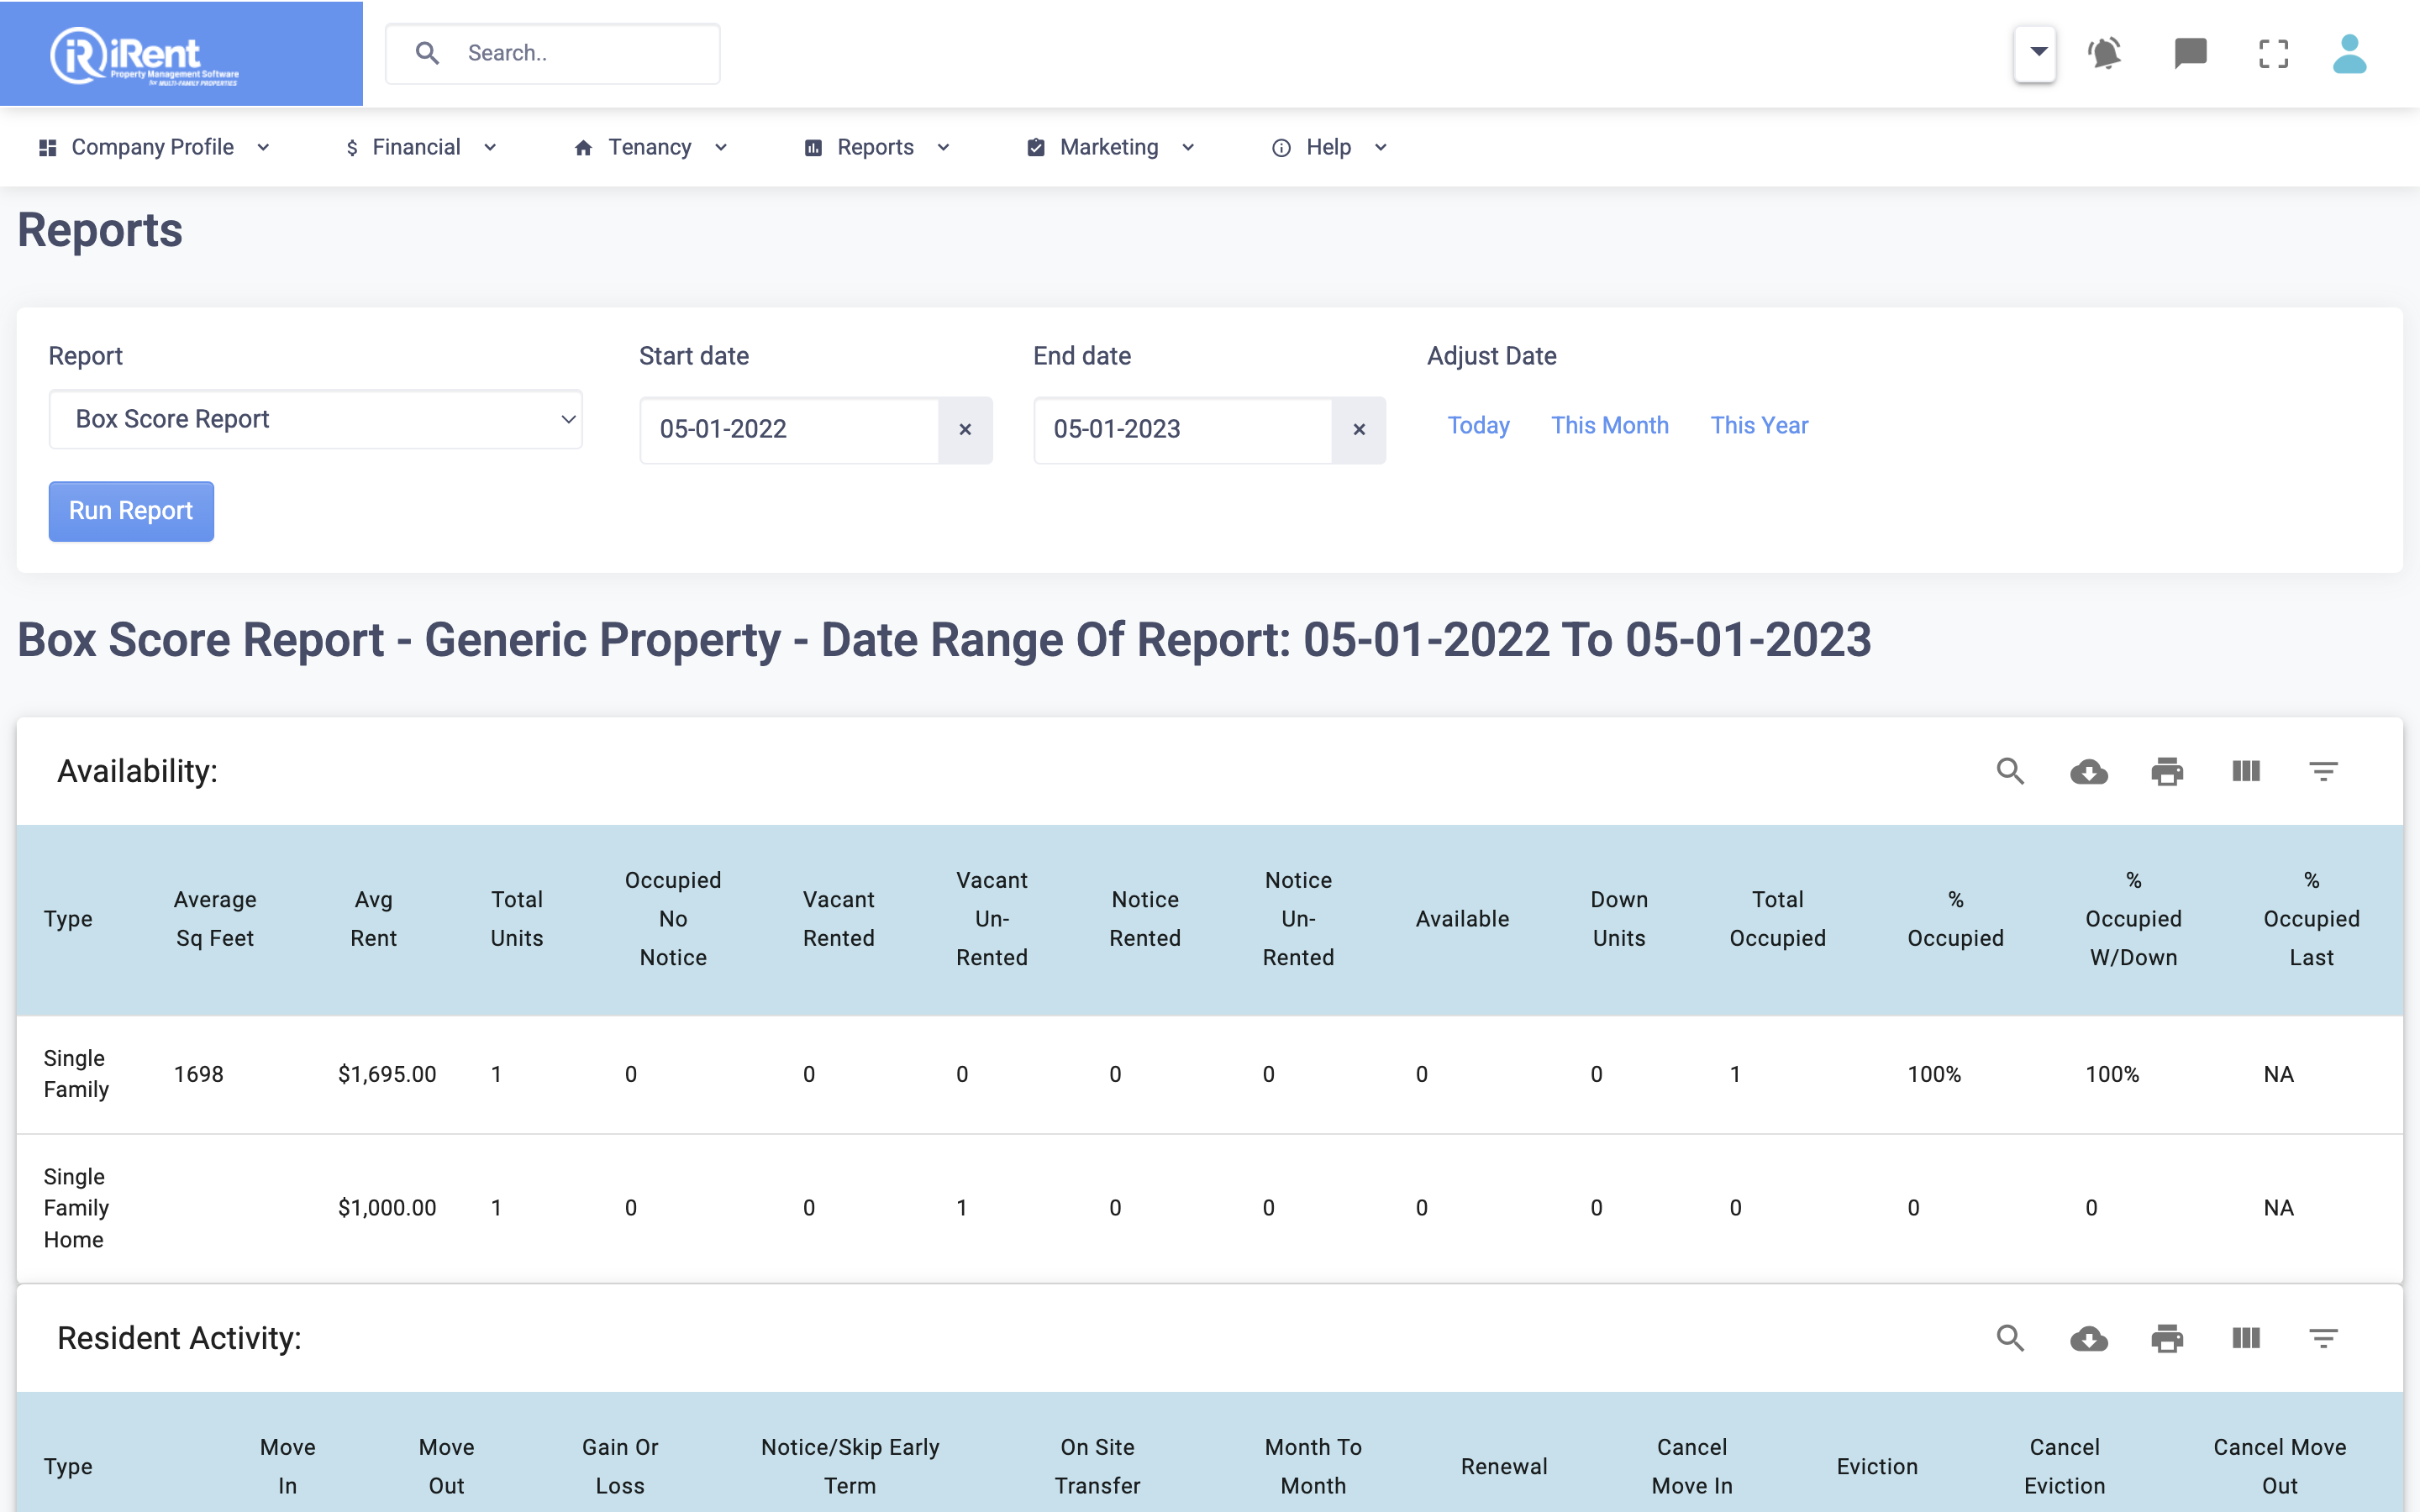 iRent
Property Management Software
for MULTI-FAMILY PROPERTIES
Search..
Company Profile
Financial
Tenancy
Reports
Marketing
Help
Reports
Report
Start date
End date
Adjust Date
Box Score Report
05-01-2022
×
05-01-2023
×
Today
This Month
This Year
Run Report
Box Score Report - Generic Property - Date Range Of Report: 05-01-2022 To 05-01-2023
Availability:
Type
Average
Sq Feet
Avg
Rent
Total
Units
Occupied
No
Notice
Vacant
Rented
Vacant
Un-
Rented
Notice
Rented
Notice
Un-
Rented
Available
Down
Units
Total
Occupied
%
Occupied
%
Occupied
W/Down
%
Occupied
Last
Single
Family
1698
$1,695.00
1
0
0
0
0
0
0
0
1
100%
100%
NA
Single
Family
Home
$1,000.00
1
0
0
1
0
0
0
0
0
0
0
NA
Resident Activity:
Type
Move
In
Move
Out
Gain Or
Loss
Notice/Skip Early
Term
On Site
Transfer
Month To
Month
Renewal
Cancel
Move In
Eviction
Cancel
Eviction
Cancel Move
Out